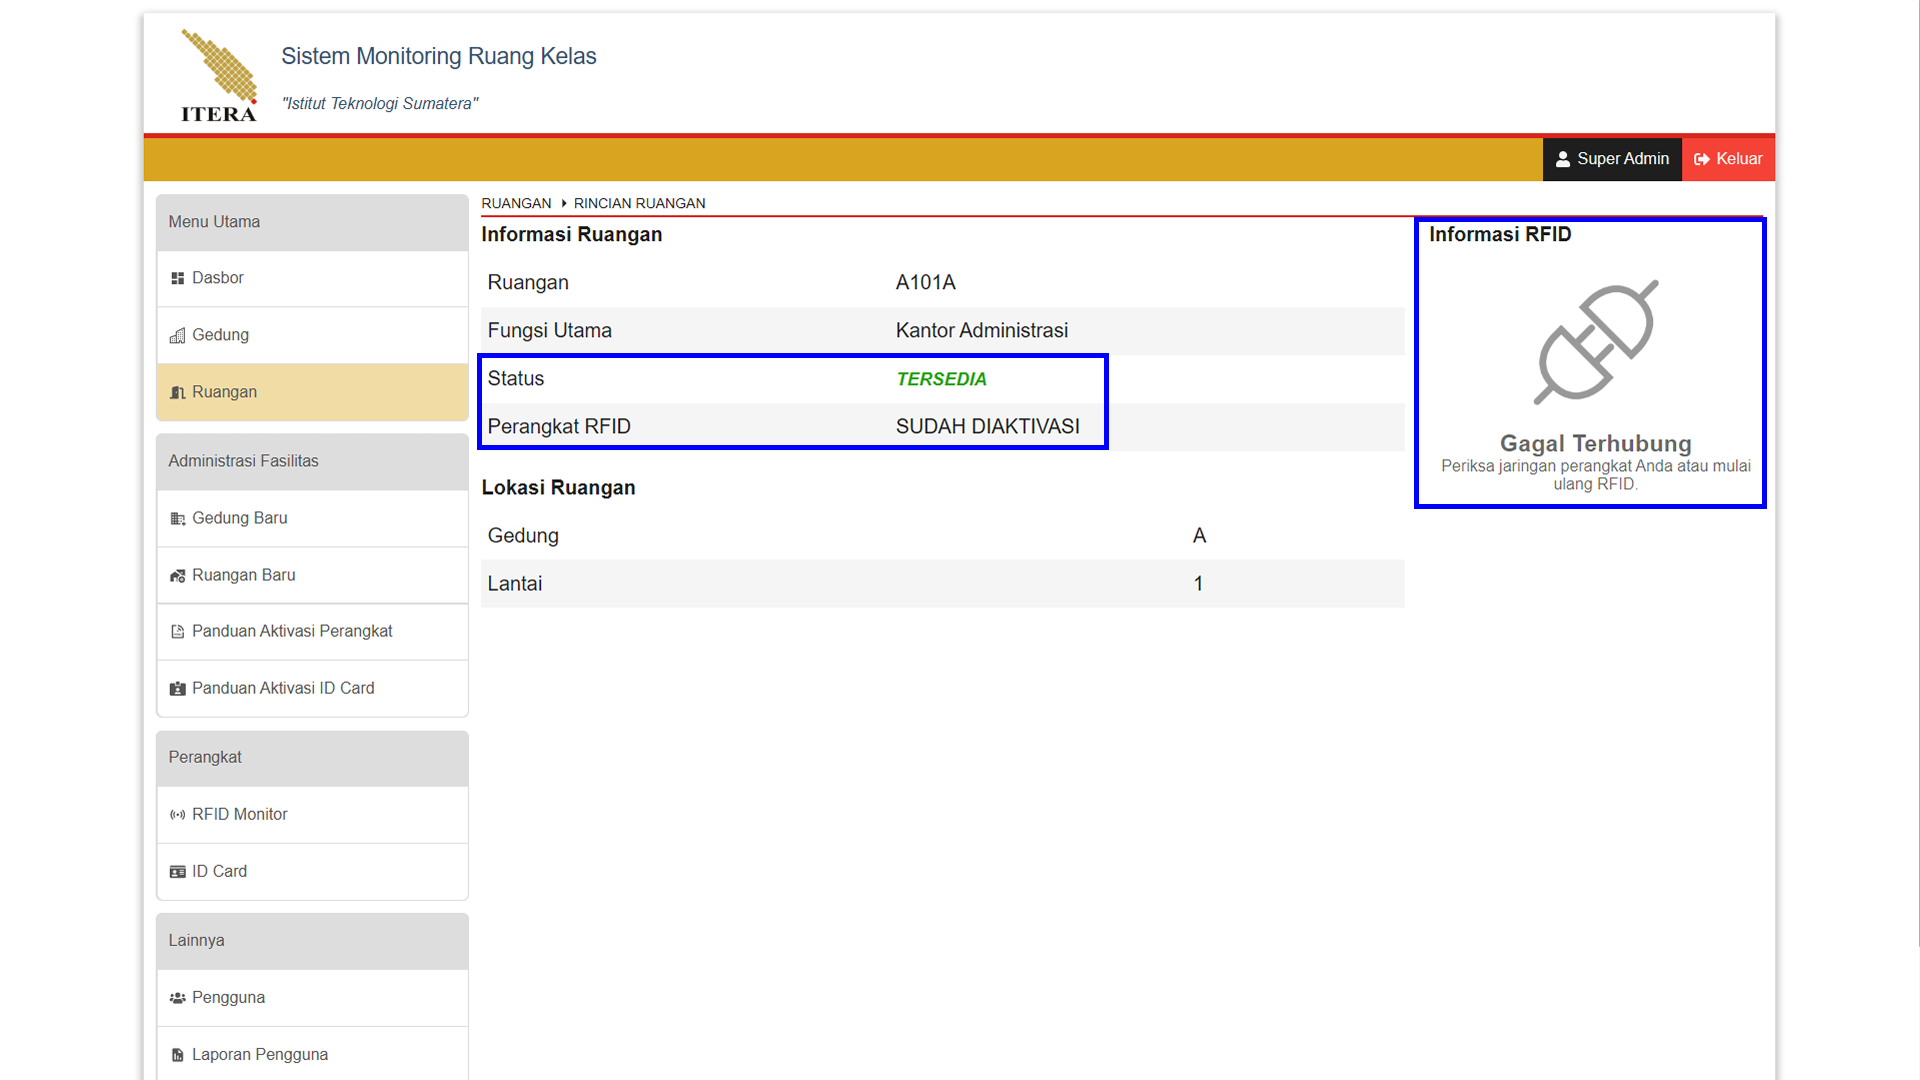 ITERA
Sistem Monitoring Ruang Kelas
"Istitut Teknologi Sumatera"
Super Admin
Keluar
Menu Utama
Dasbor
Gedung
Ruangan
Administrasi Fasilitas
Gedung Baru
Ruangan Baru
Panduan Aktivasi Perangkat
Panduan Aktivasi ID Card
Perangkat
RFID Monitor
ID Card
Lainnya
Pengguna
Laporan Pengguna
RUANGAN RINCIAN RUANGAN
Informasi Ruangan
Ruangan A101A
Fungsi Utama Kantor Administrasi
Status TERSEDIA
Perangkat RFID SUDAH DIAKTIVASI
Lokasi Ruangan
Gedung A
Lantai 1
Informasi RFID
Gagal Terhubung
Periksa jaringan perangkat Anda atau mulai
ulang RFID.